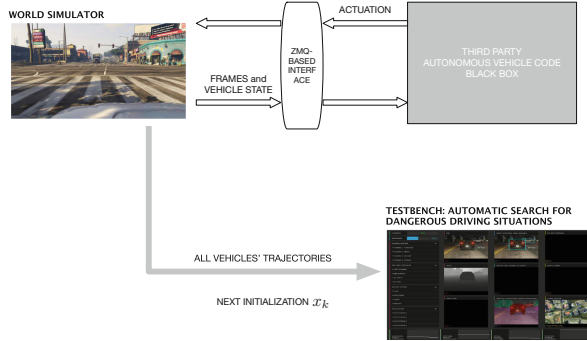 WORLD SIMULATOR
ACTUATION
ZMQ-
BASED
INTERF
ACE
THIRD PARTY
AUTONOMOUS VEHICLE CODE
BLACK BOX
FRAMES and
VEHICLE STATE
TESTBENCH: AUTOMATIC SEARCH FOR
DANGEROUS DRIVING SITUATIONS
ALL VEHICLES' TRAJECTORIES
NEXT INITIALIZATION x_k